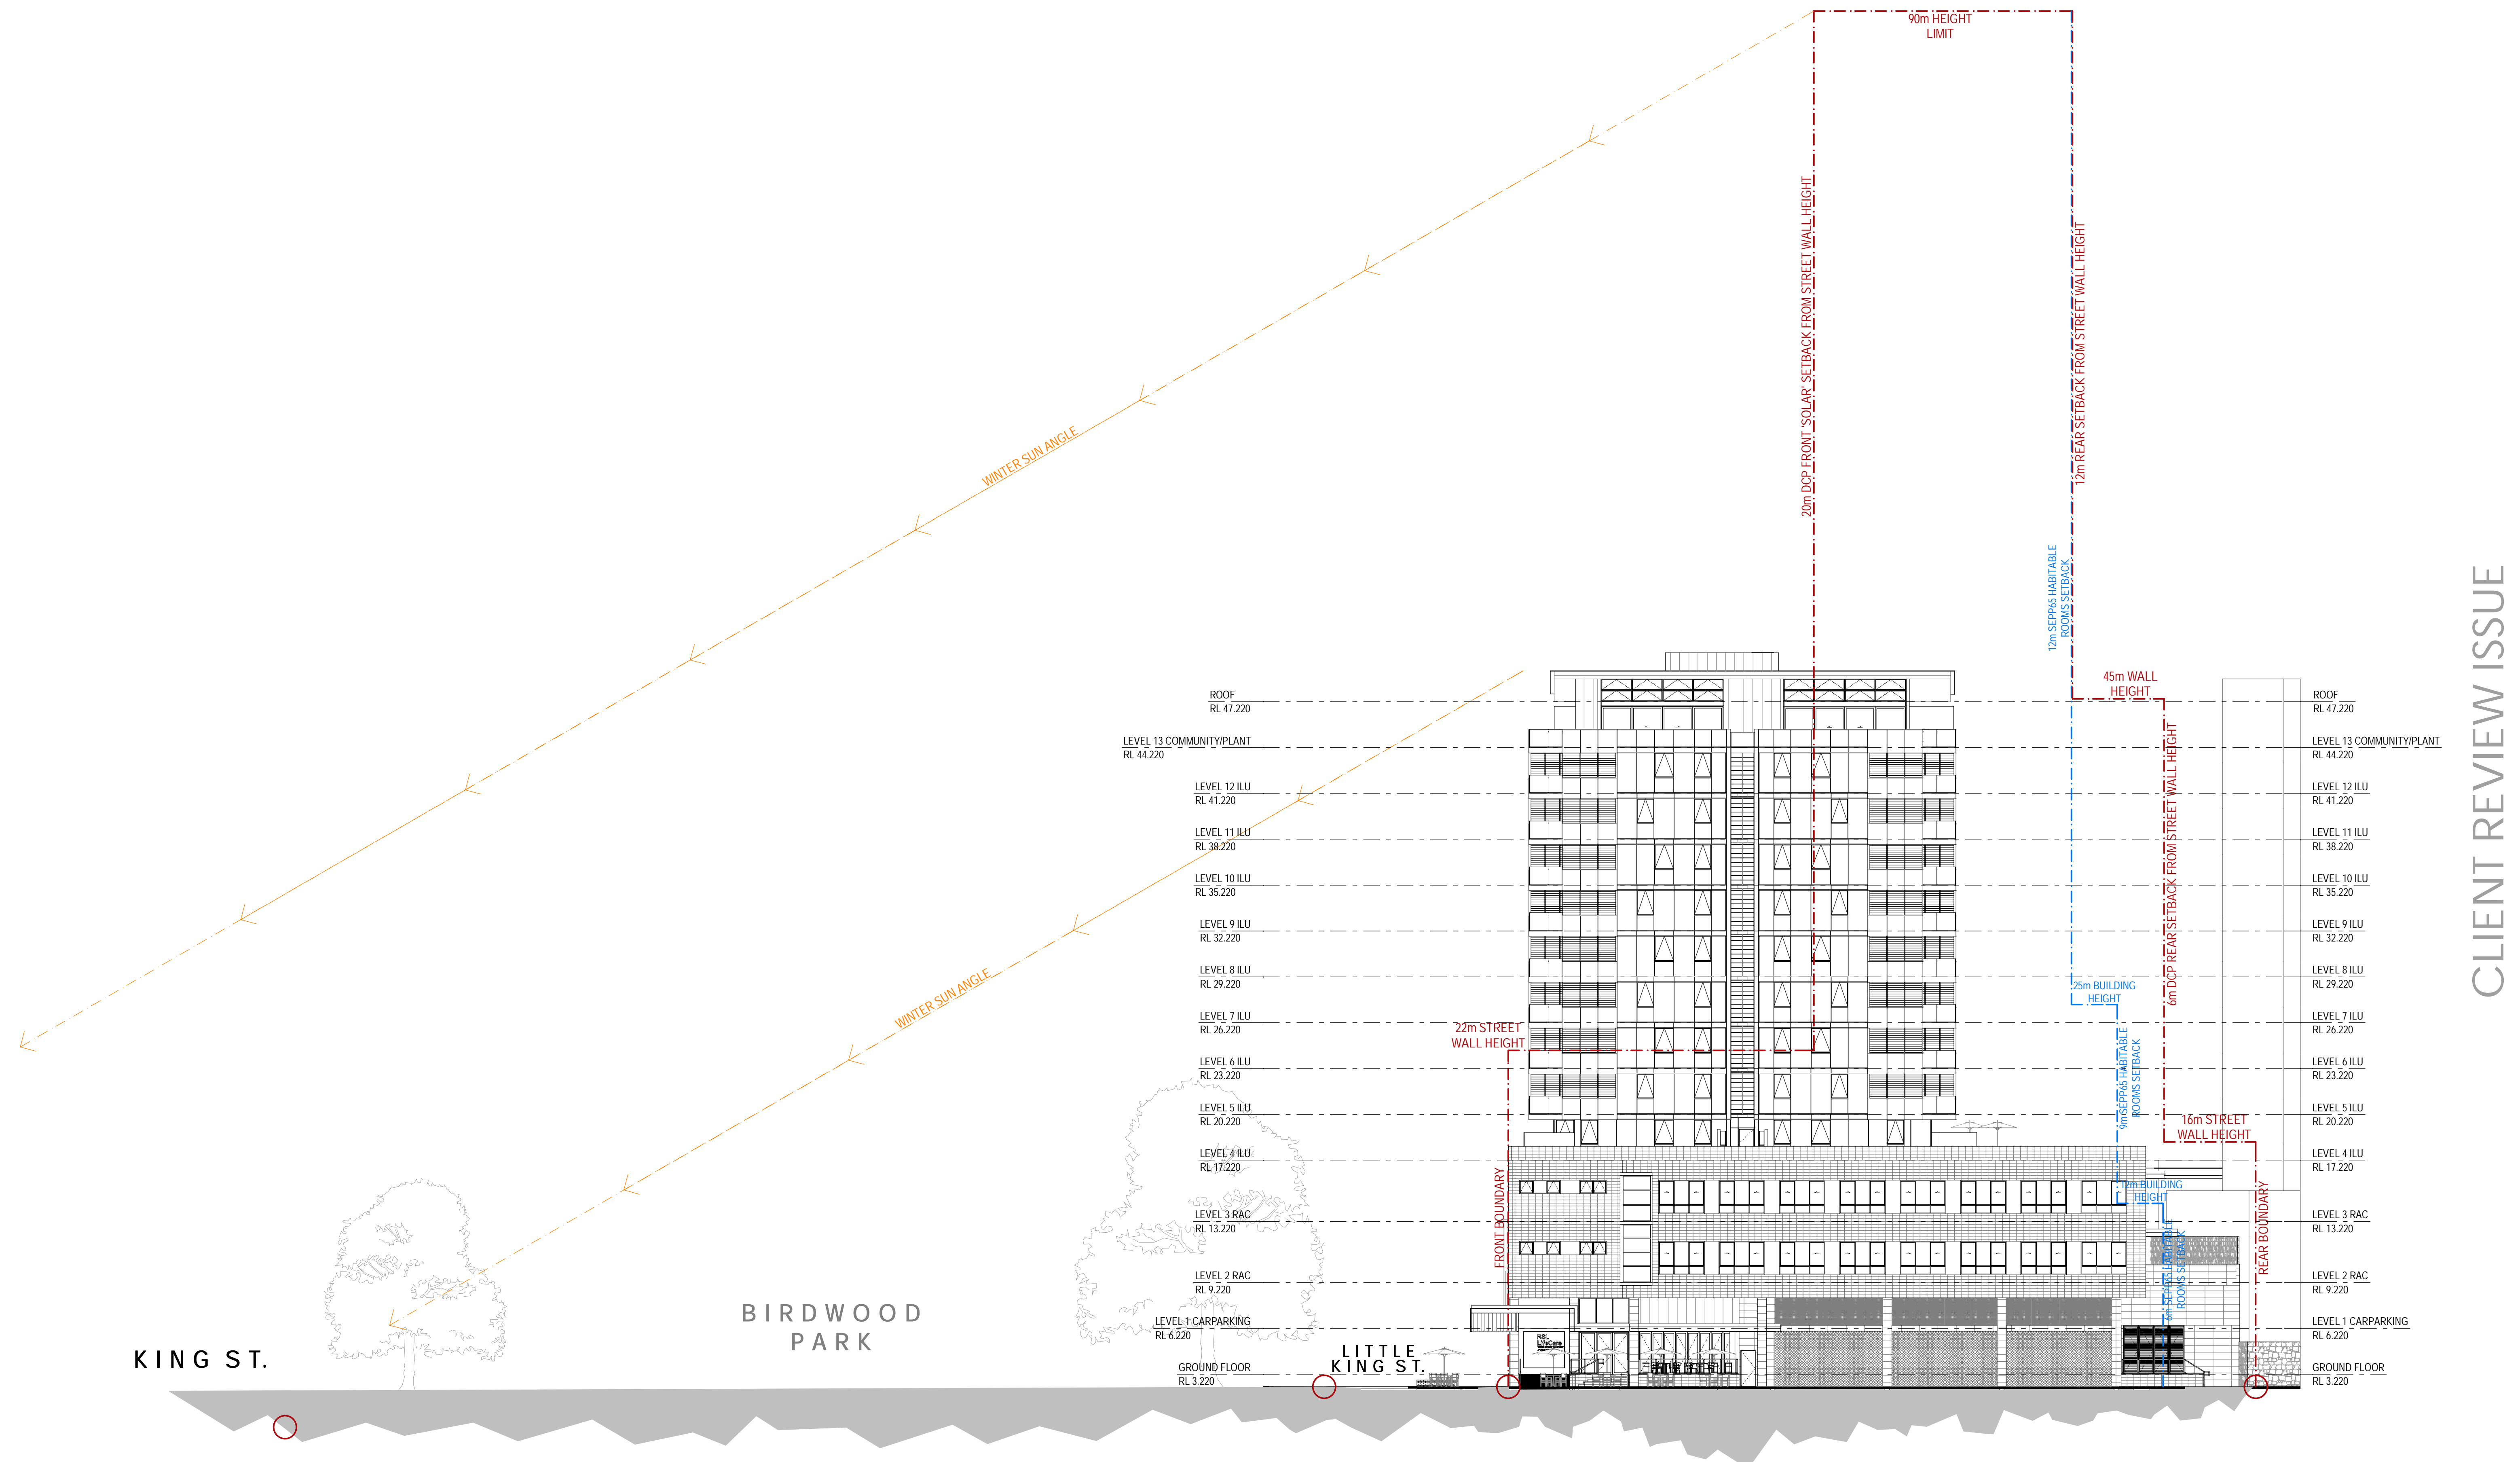 90m HEIGHT
LIMIT
20m DCP FRONT 'SOLAR' SETBACK FROM STREET WALL HEIGHT
12m REAR SETBACK FROM STREET WALL HEIGHT
WINTER SUN ANGLE
12m SEPP65 HABITABLE
ROOMS SETBACK
CLIENT REVIEW ISSUE
45m WALL
HEIGHT
6m DCP REAR SETBACK FROM STREET WALL HEIGHT
ROOF
RL 47.220
LEVEL 13 COMMUNITY/PLANT
RL 44.220
LEVEL 12 ILU
RL 41.220
LEVEL 11 ILU
RL 38.220
LEVEL 10 ILU
RL 35.220
LEVEL 9 ILU
RL 32.220
LEVEL 8 ILU
RL 29.220
LEVEL 7 ILU
RL 26.220
LEVEL 6 ILU
RL 23.220
LEVEL 5 ILU
RL 20.220
LEVEL 4 ILU
RL 17.220
LEVEL 3 RAC
RL 13.220
LEVEL 2 RAC
RL 9.220
LEVEL 1 CARPARKING
RL 6.220
GROUND FLOOR
RL 3.220
WINTER SUN ANGLE
22m STREET
WALL HEIGHT
FRONT BOUNDARY
25m BUILDING
HEIGHT
9m SEPP65 HABITABLE
ROOMS SETBACK
16m STREET
WALL HEIGHT
12m BUILDING
HEIGHT
6m SEPP65 HABITABLE
ROOMS SETBACK
REAR BOUNDARY
ROOF
RL 47.220
LEVEL 13 COMMUNITY/PLANT
RL 44.220
LEVEL 12 ILU
RL 41.220
LEVEL 11 ILU
RL 38.220
LEVEL 10 ILU
RL 35.220
LEVEL 9 ILU
RL 32.220
LEVEL 8 ILU
RL 29.220
LEVEL 7 ILU
RL 26.220
LEVEL 6 ILU
RL 23.220
LEVEL 5 ILU
RL 20.220
LEVEL 4 ILU
RL 17.220
LEVEL 3 RAC
RL 13.220
LEVEL 2 RAC
RL 9.220
LEVEL 1 CARPARKING
RL 6.220
GROUND FLOOR
RL 3.220
BIRDWOOD
PARK
KING ST.
LITTLE
KING ST.
RSL
LifeCare